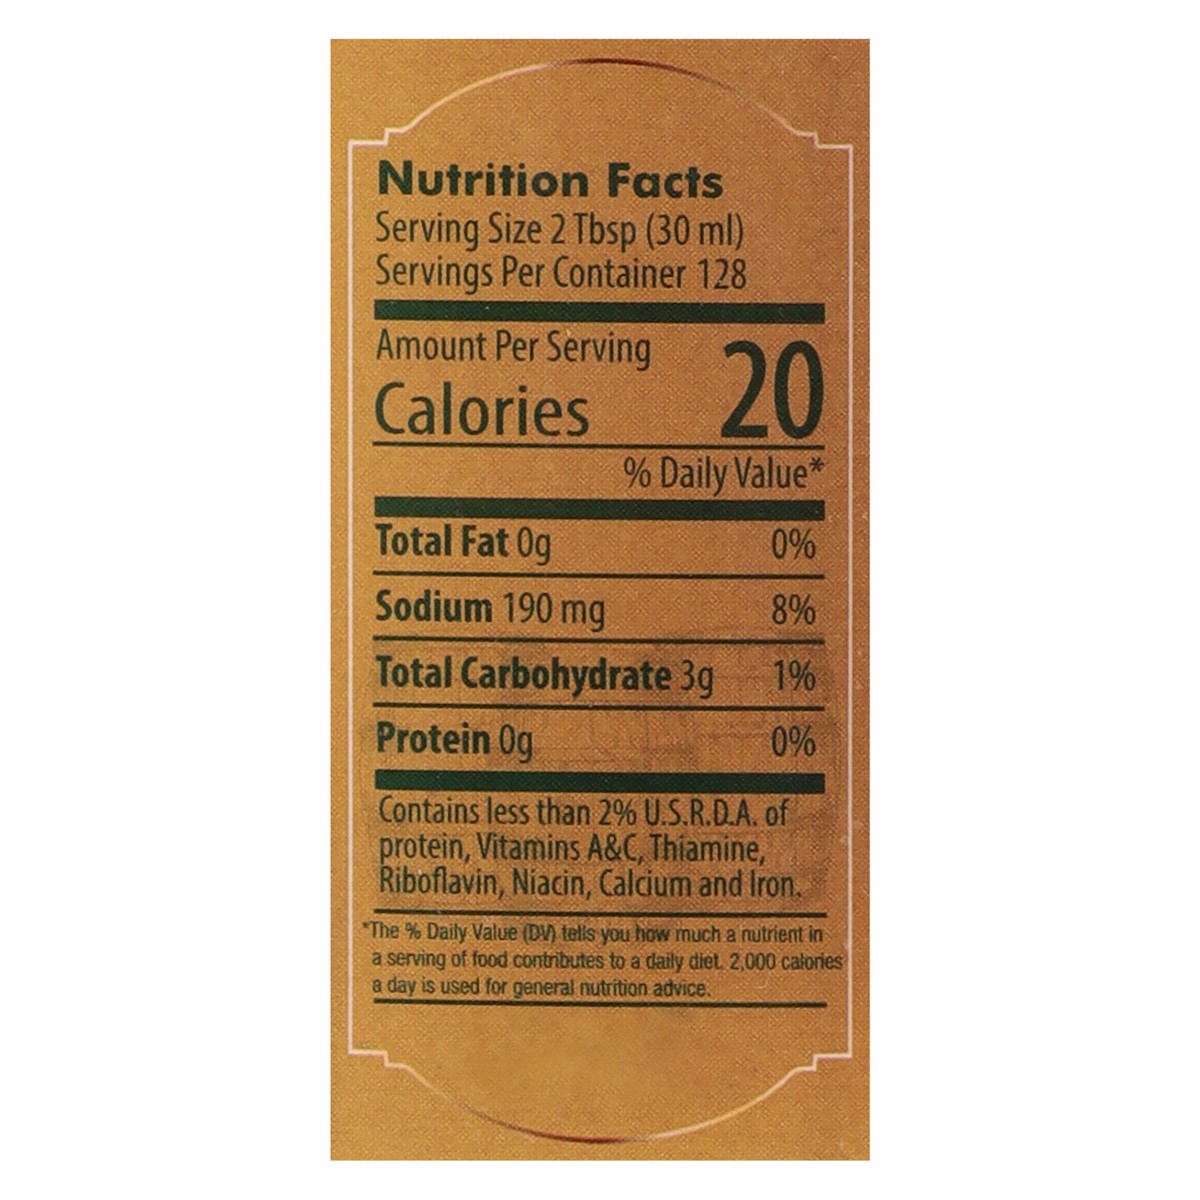 Nutrition Facts
Serving Size 2 Tbsp (30 ml)
Servings Per Container 128
Amount Per Serving
Calories 20
% Daily Value*
Total Fat 0g 0%
Sodium 190 mg 8%
Total Carbohydrate 3g 1%
Protein 0g 0%
Contains less than 2% U.S.R.D.A. of
protein, Vitamins A&C, Thiamine,
Riboflavin, Niacin, Calcium and Iron.
*The % Daily Value (DV) tells you how much a nutrient in
a serving of food contributes to a daily diet. 2,000 calories
a day is used for general nutrition advice.